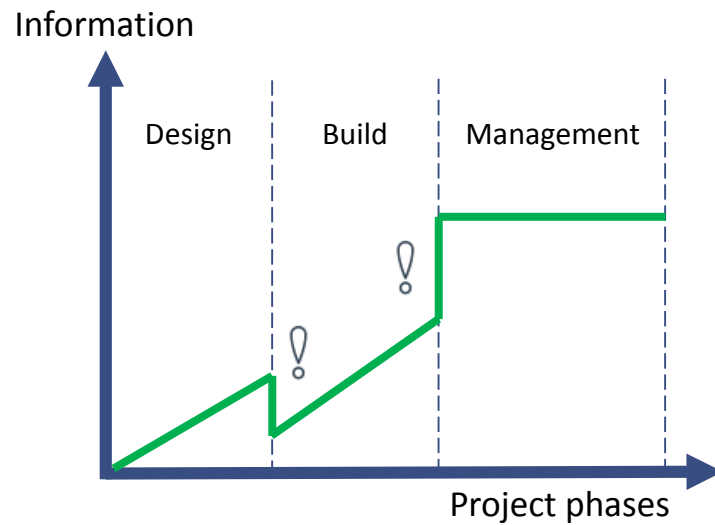 Information
Design
Build
Management
!
!
Project phases